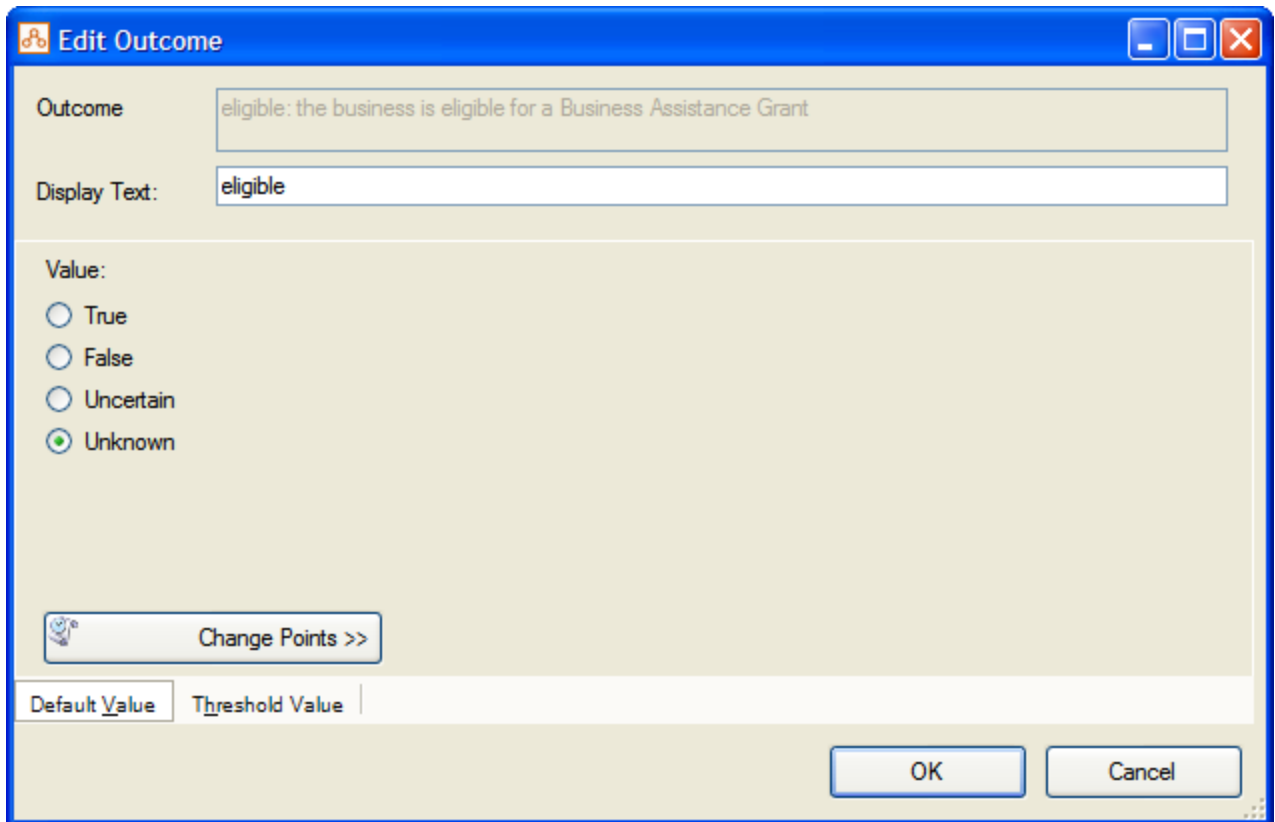 Edit Outcome
Outcome
eligible: the business is eligible for a Business Assistance Grant
Display Text:
eligible
Value:
True
False
Uncertain
Unknown
Change Points >>
Default Value
Threshold Value
OK
Cancel